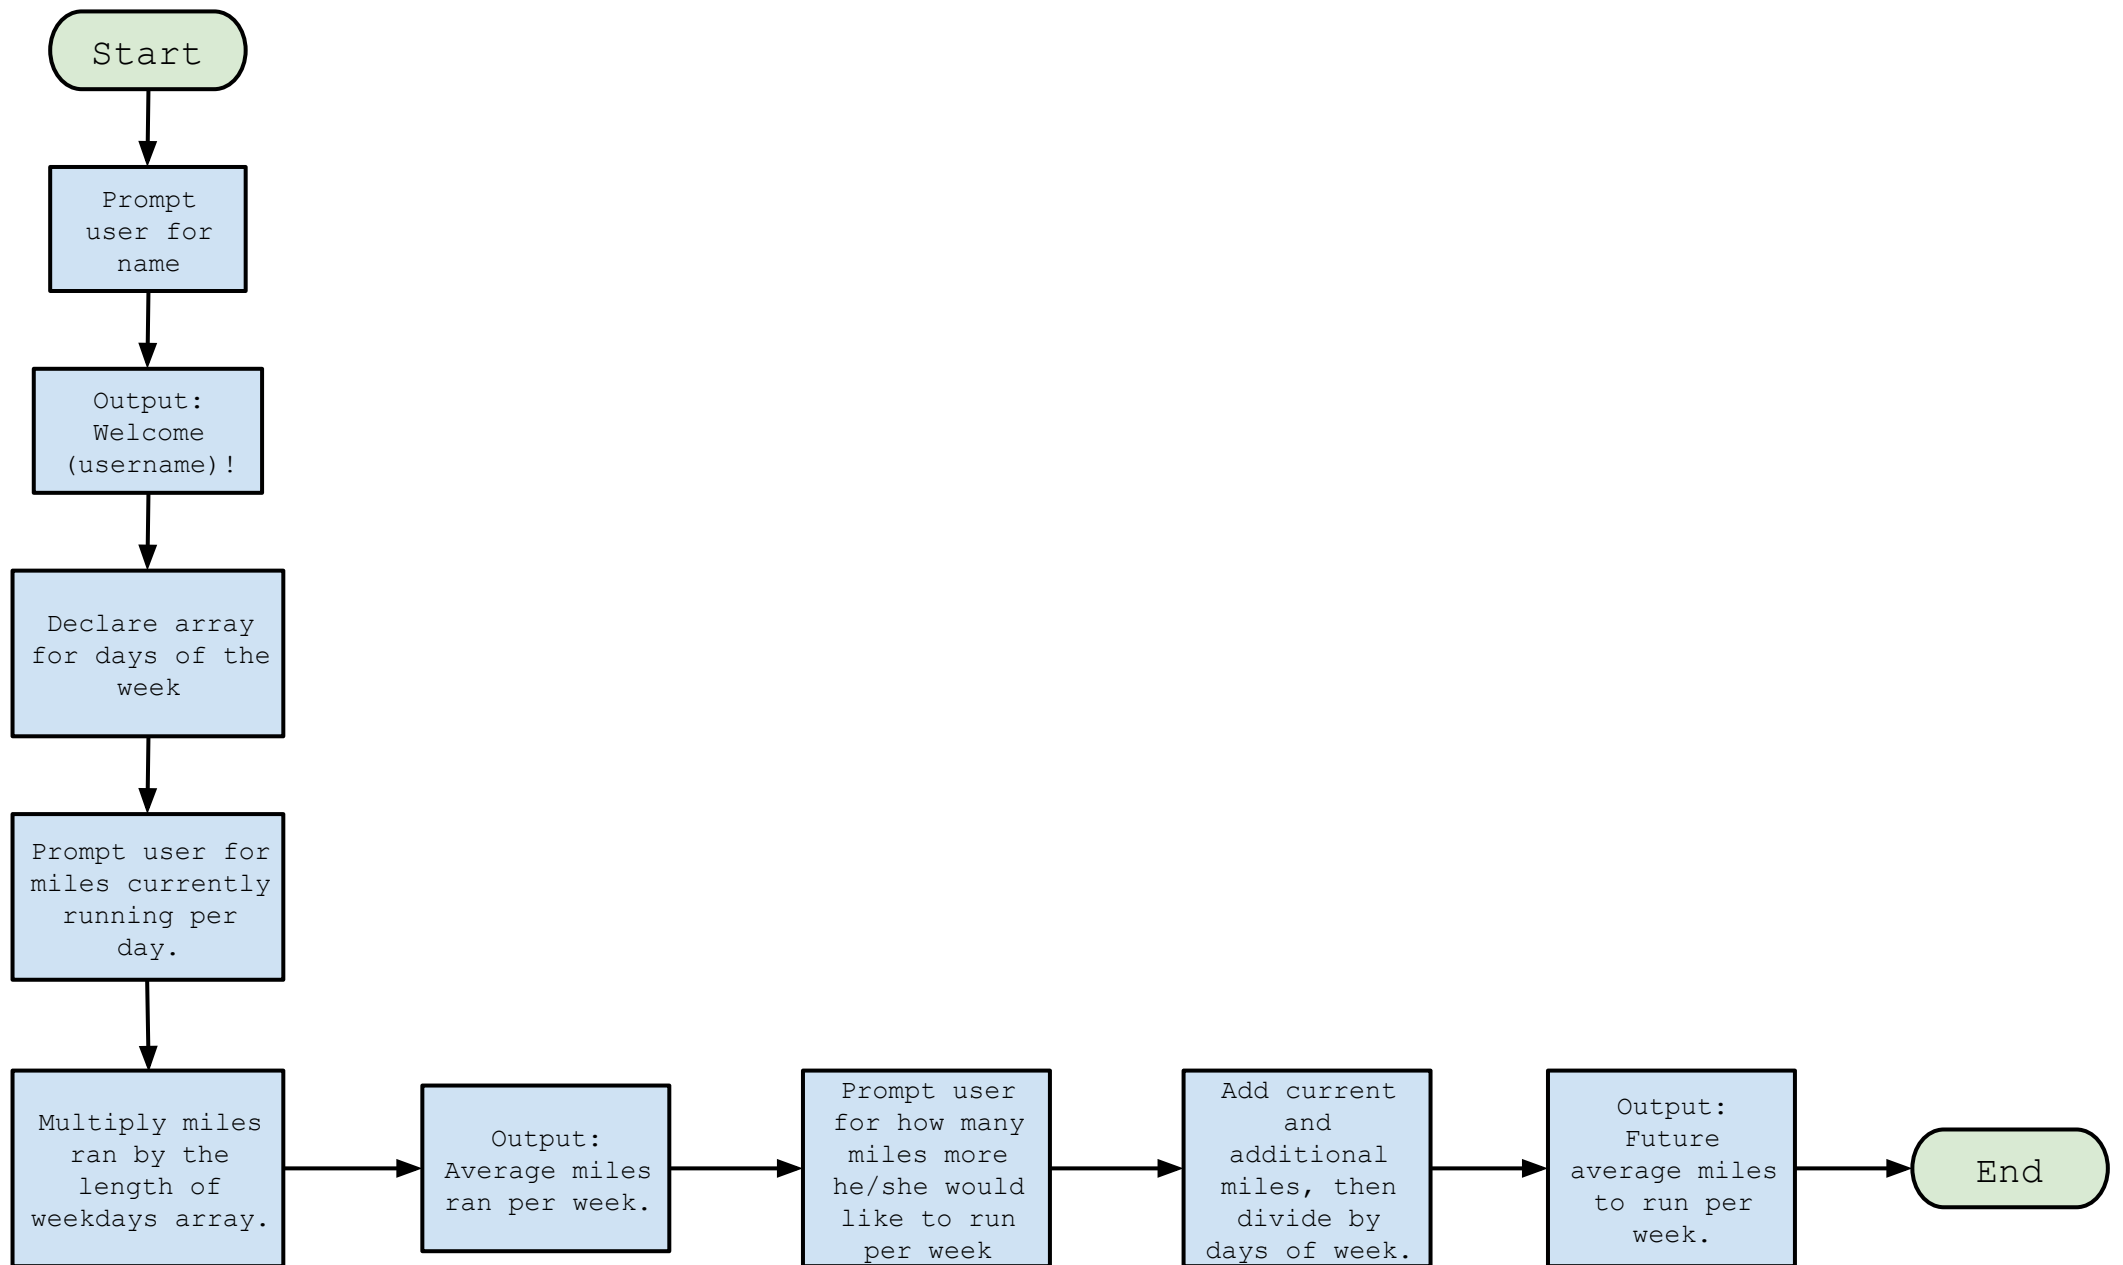 Start
Prompt
user for
name
Output:
Welcome
(username)!
Declare array
for days of the
week
Prompt user for
miles currently
running per
day.
Multiply miles
ran by the
length of
weekdays array.
Output:
Average miles
ran per week.
Prompt user
for how many
miles more
he/she would
like to run
per week
Add current
and
additional
miles, then
divide by
days of week.
Output:
Future
average miles
to run per
week.
End